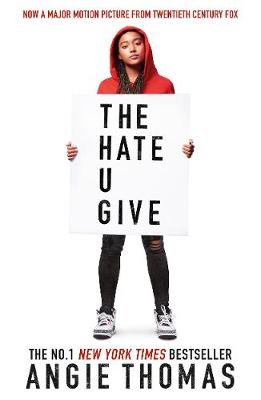 NOW A MAJOR MOTION PICTURE FROM TWENTIETH CENTURY FOX
THE
HATE
U
GIVE
THE NO.1 NEW YORK TIMES BESTSELLER
ANGIE THOMAS